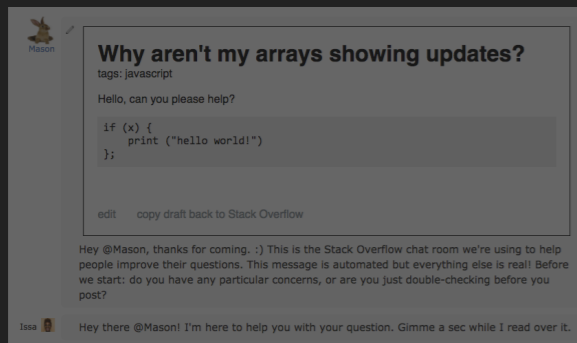 Mason
Why aren't my arrays showing updates?
tags: javascript
Hello, can you please help?
if (x) {
    print ("hello world!")
};
edit copy draft back to Stack Overflow
Hey @Mason, thanks for coming. :) This is the Stack Overflow chat room we're using to help
people improve their questions. This message is automated but everything else is real! Before
we start: do you have any particular concerns, or are you just double-checking before you
post?
Issa Hey there @Mason! I'm here to help you with your question. Gimme a sec while I read over it.